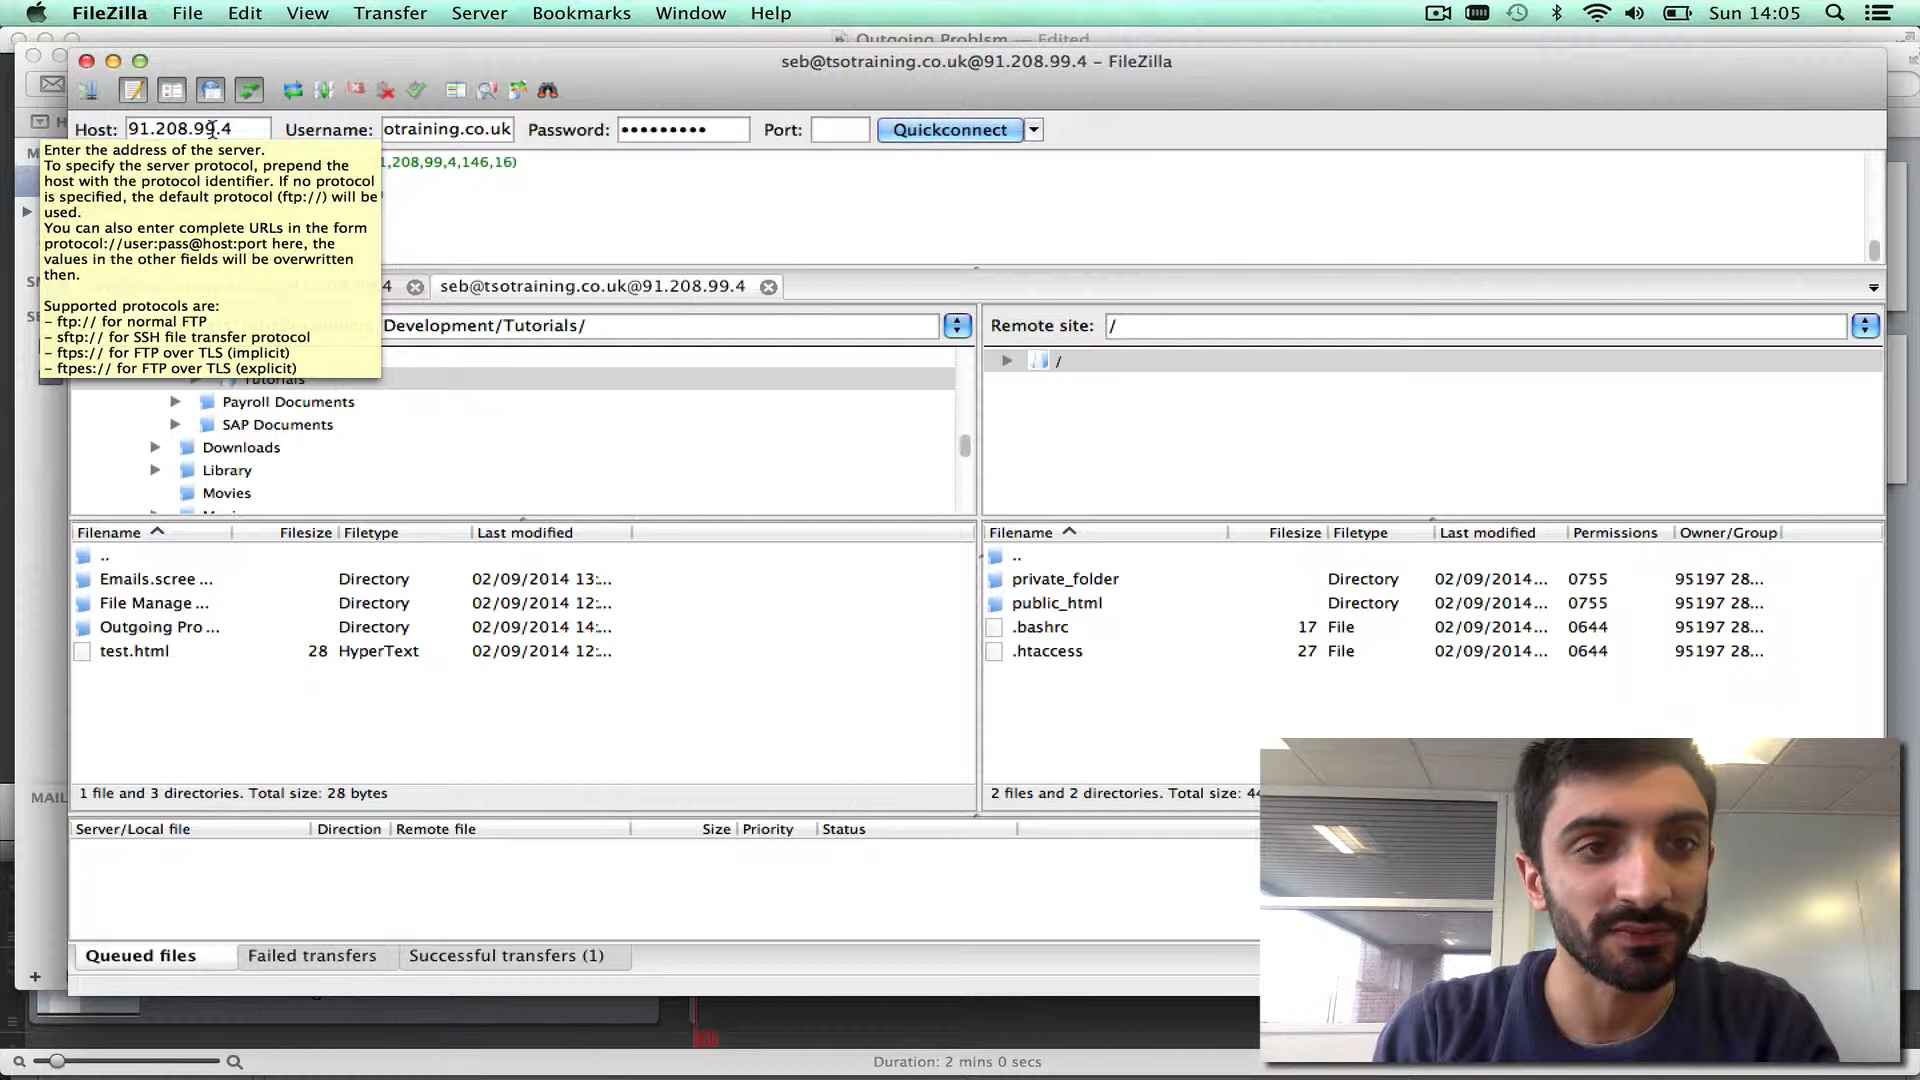 FileZilla File Edit View Transfer Server Bookmarks Window Help Sun 14:05
Outgoing Problsm — Edited
seb@tsotraining.co.uk@91.208.99.4 – FileZilla
Host: 91.208.99.4 Username: otraining.co.uk Password: ••••••••• Port: Quickconnect
Enter the address of the server.
To specify the server protocol, prepend the
host with the protocol identifier. If no protocol
is specified, the default protocol (ftp://) will be
used.
You can also enter complete URLs in the form
protocol://user:pass@host:port here, the
values in the other fields will be overwritten
then.
Supported protocols are:
- ftp:// for normal FTP
- sftp:// for SSH file transfer protocol
- ftps:// for FTP over TLS (implicit)
- ftpes:// for FTP over TLS (explicit)
,208,99,4,146,16)
4 seb@tsotraining.co.uk@91.208.99.4
Development/Tutorials/
Remote site: /
/
Tutorials
Payroll Documents
SAP Documents
Downloads
Library
Movies
Filename Filesize Filetype Last modified
..
Emails.scree ... Directory 02/09/2014 13:...
File Manage ... Directory 02/09/2014 12:...
Outgoing Pro ... Directory 02/09/2014 14:...
test.html 28 HyperText 02/09/2014 12:...
1 file and 3 directories. Total size: 28 bytes
Filename Filesize Filetype Last modified Permissions Owner/Group
..
private_folder Directory 02/09/2014... 0755 95197 28...
public_html Directory 02/09/2014... 0755 95197 28...
.bashrc 17 File 02/09/2014... 0644 95197 28...
.htaccess 27 File 02/09/2014... 0644 95197 28...
2 files and 2 directories. Total size: 44
Server/Local file Direction Remote file Size Priority Status
Queued files Failed transfers Successful transfers (1)
MAIL
Duration: 2 mins 0 secs